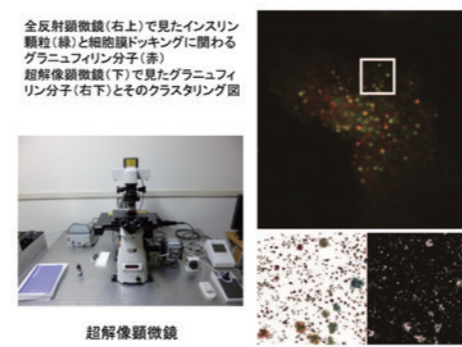 全反射顕微鏡(右上)で見たインスリン
顆粒(緑)と細胞膜ドッキングに関わる
グラニュフィリン分子(赤)
超解像顕微鏡(下)で見たグラニュフィ
リン分子(右下)とそのクラスタリング図
超解像顕微鏡